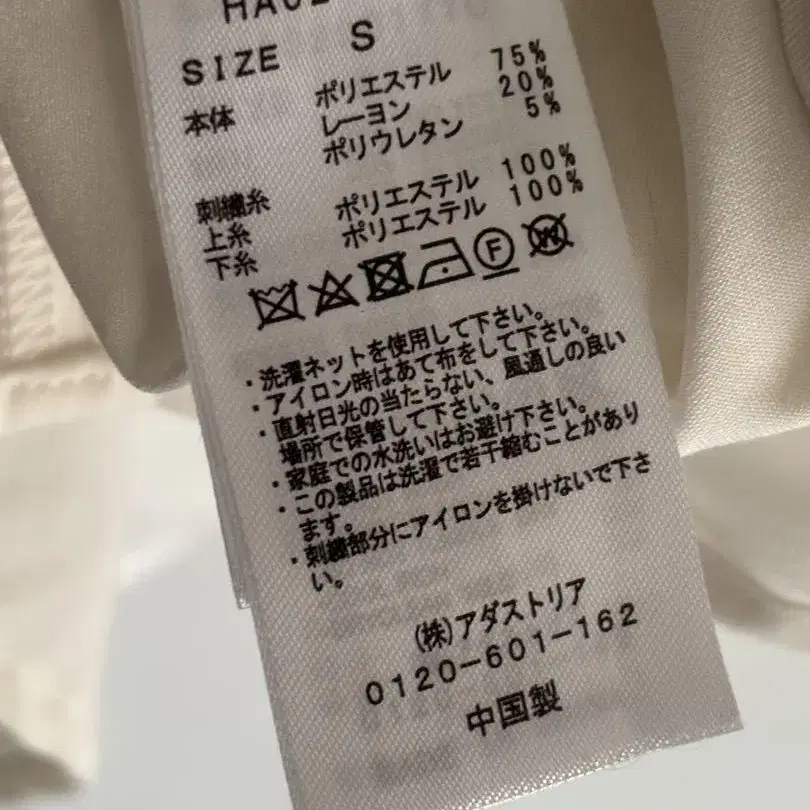 SIZE S
本体 ポリエステル 75%
レーヨン 20%
ポリウレタン 5%
刺繍糸
上糸 ポリエステル 100%
下糸 ポリエステル 100%
F W
・洗濯ネットを使用して下さい。
・アイロン時はあて布をして下さい。
・直射日光の当たらない、風通しの良い
場所で保管して下さい。
・家庭での水洗いはお避け下さい。
・この製品は洗濯で若干縮むことがあり
ます。
・刺繍部分にアイロンを掛けないで下さ
い。
(株)アダストリア
0120-601-162
中国製